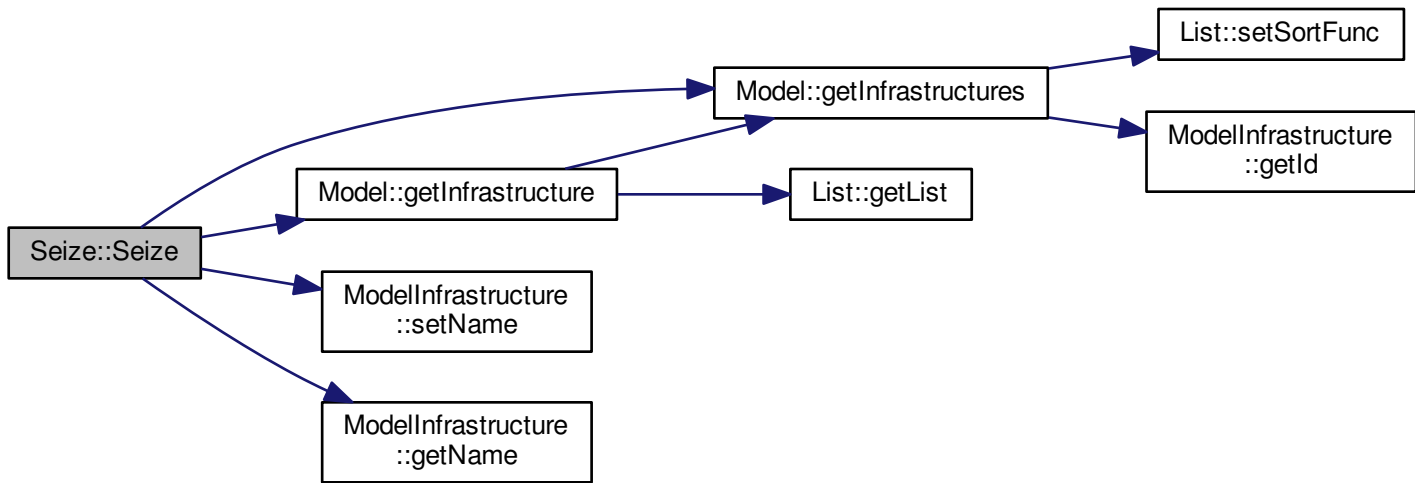 List::setSortFunc
Model::getInfrastructures
ModelInfrastructure
::getId
Model::getInfrastructure
List::getList
Seize::Seize
ModelInfrastructure
::setName
ModelInfrastructure
::getName